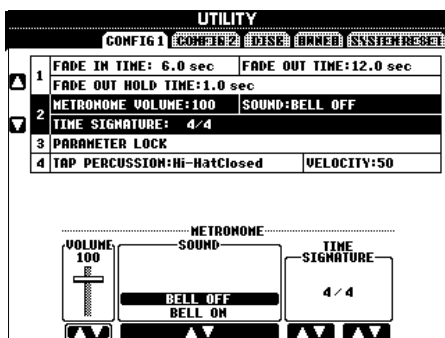 UTILITY
CONFIG 1 CONFIG 2 DISK OWNER SYSTEM RESET
1 FADE IN TIME: 6.0 sec FADE OUT TIME:12.0 sec
FADE OUT HOLD TIME:1.0 sec
2 METRONOME VOLUME:100 SOUND:BELL OFF
TIME SIGNATURE: 4/4
3 PARAMETER LOCK
4 TAP PERCUSSION:Hi-HatClosed VELOCITY:50
METRONOME
VOLUME SOUND TIME SIGNATURE
100
4/4
BELL OFF
BELL ON